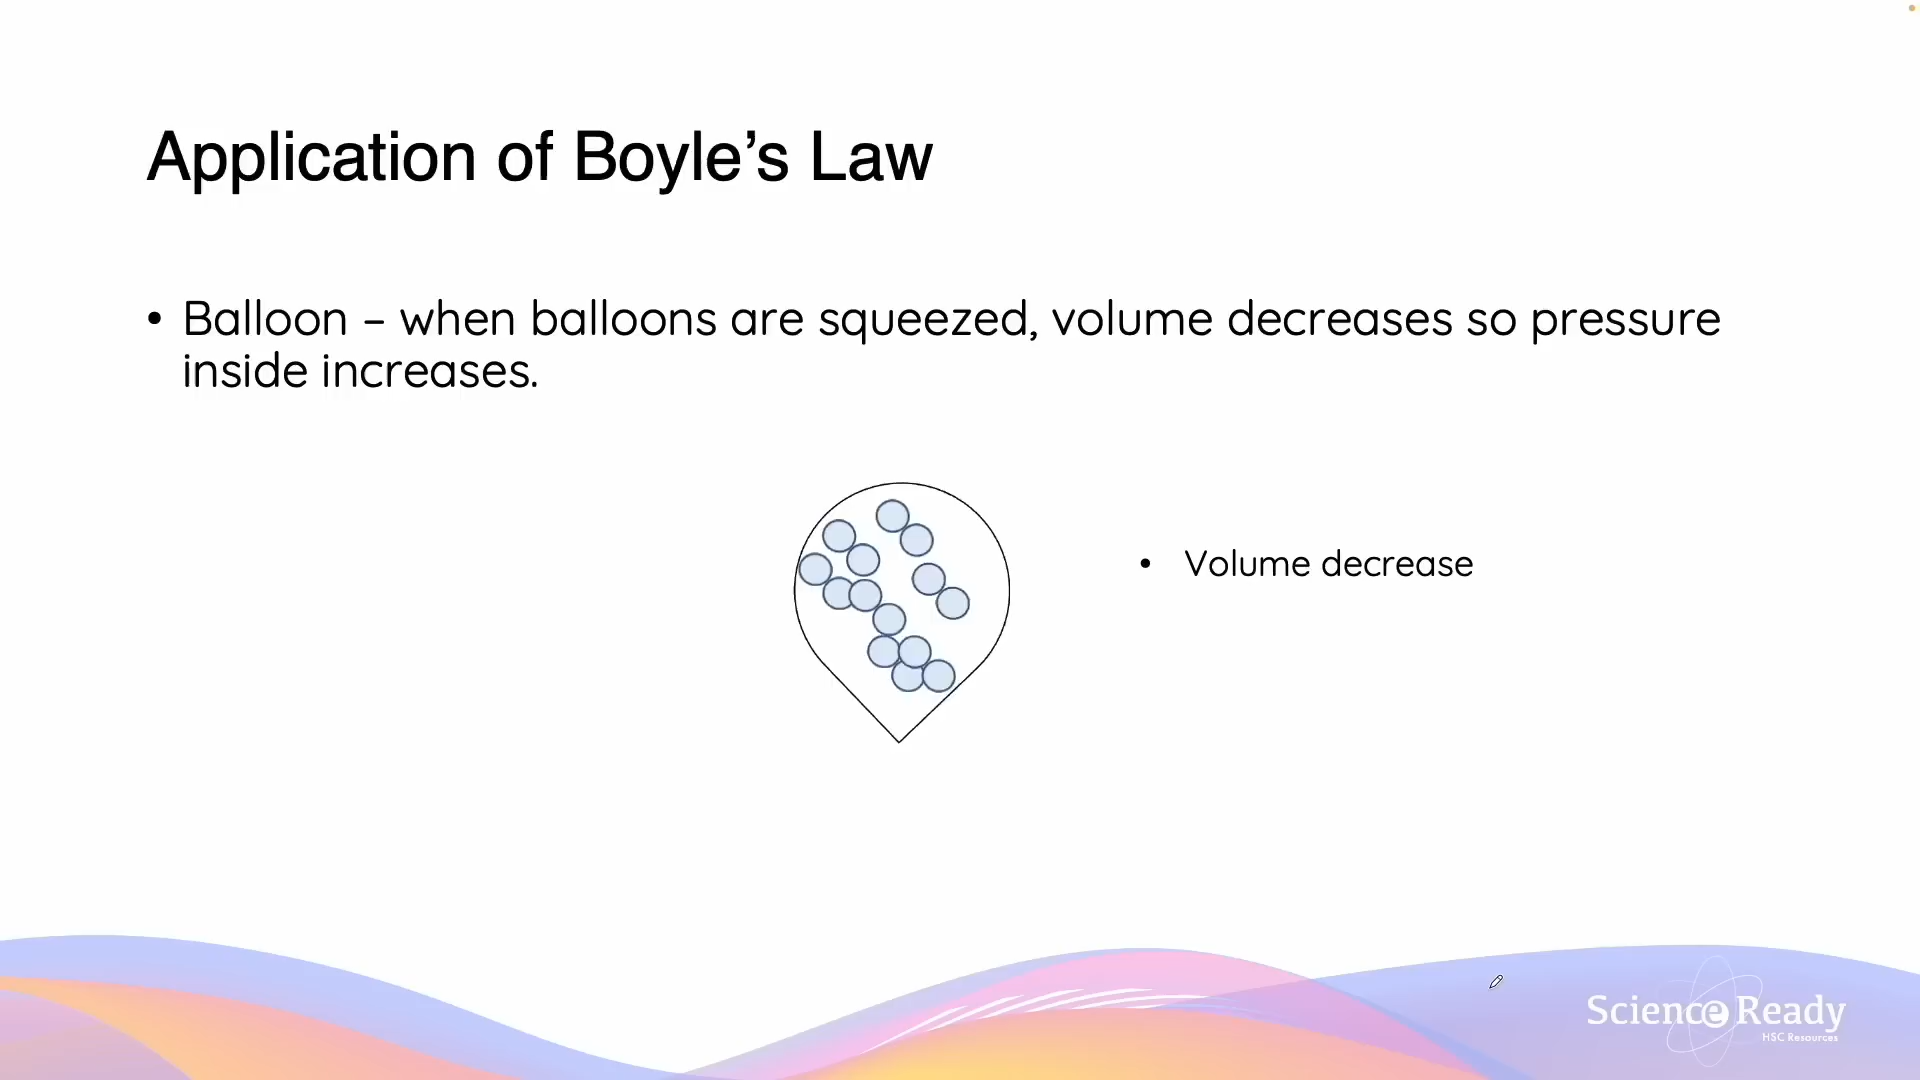 Application of Boyle’s Law
• Balloon – when balloons are squeezed, volume decreases so pressure
inside increases.
• Volume decrease
Science Ready
HSC Resources